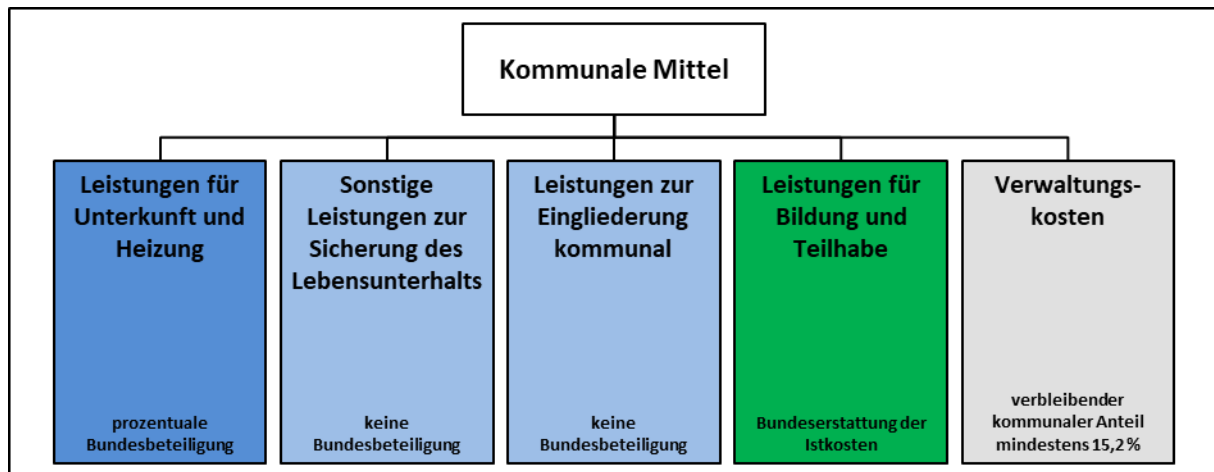 Kommunale Mittel
Leistungen für
Unterkunft und
Heizung
prozentuale
Bundesbeteiligung
Sonstige
Leistungen zur
Sicherung des
Lebensunterhalts
keine
Bundesbeteiligung
Leistungen zur
Eingliederung
kommunal
keine
Bundesbeteiligung
Leistungen für
Bildung und
Teilhabe
Bundeserstattung der
Istkosten
Verwaltungs-
kosten
verbleibender
kommunaler Anteil
mindestens 15,2 %